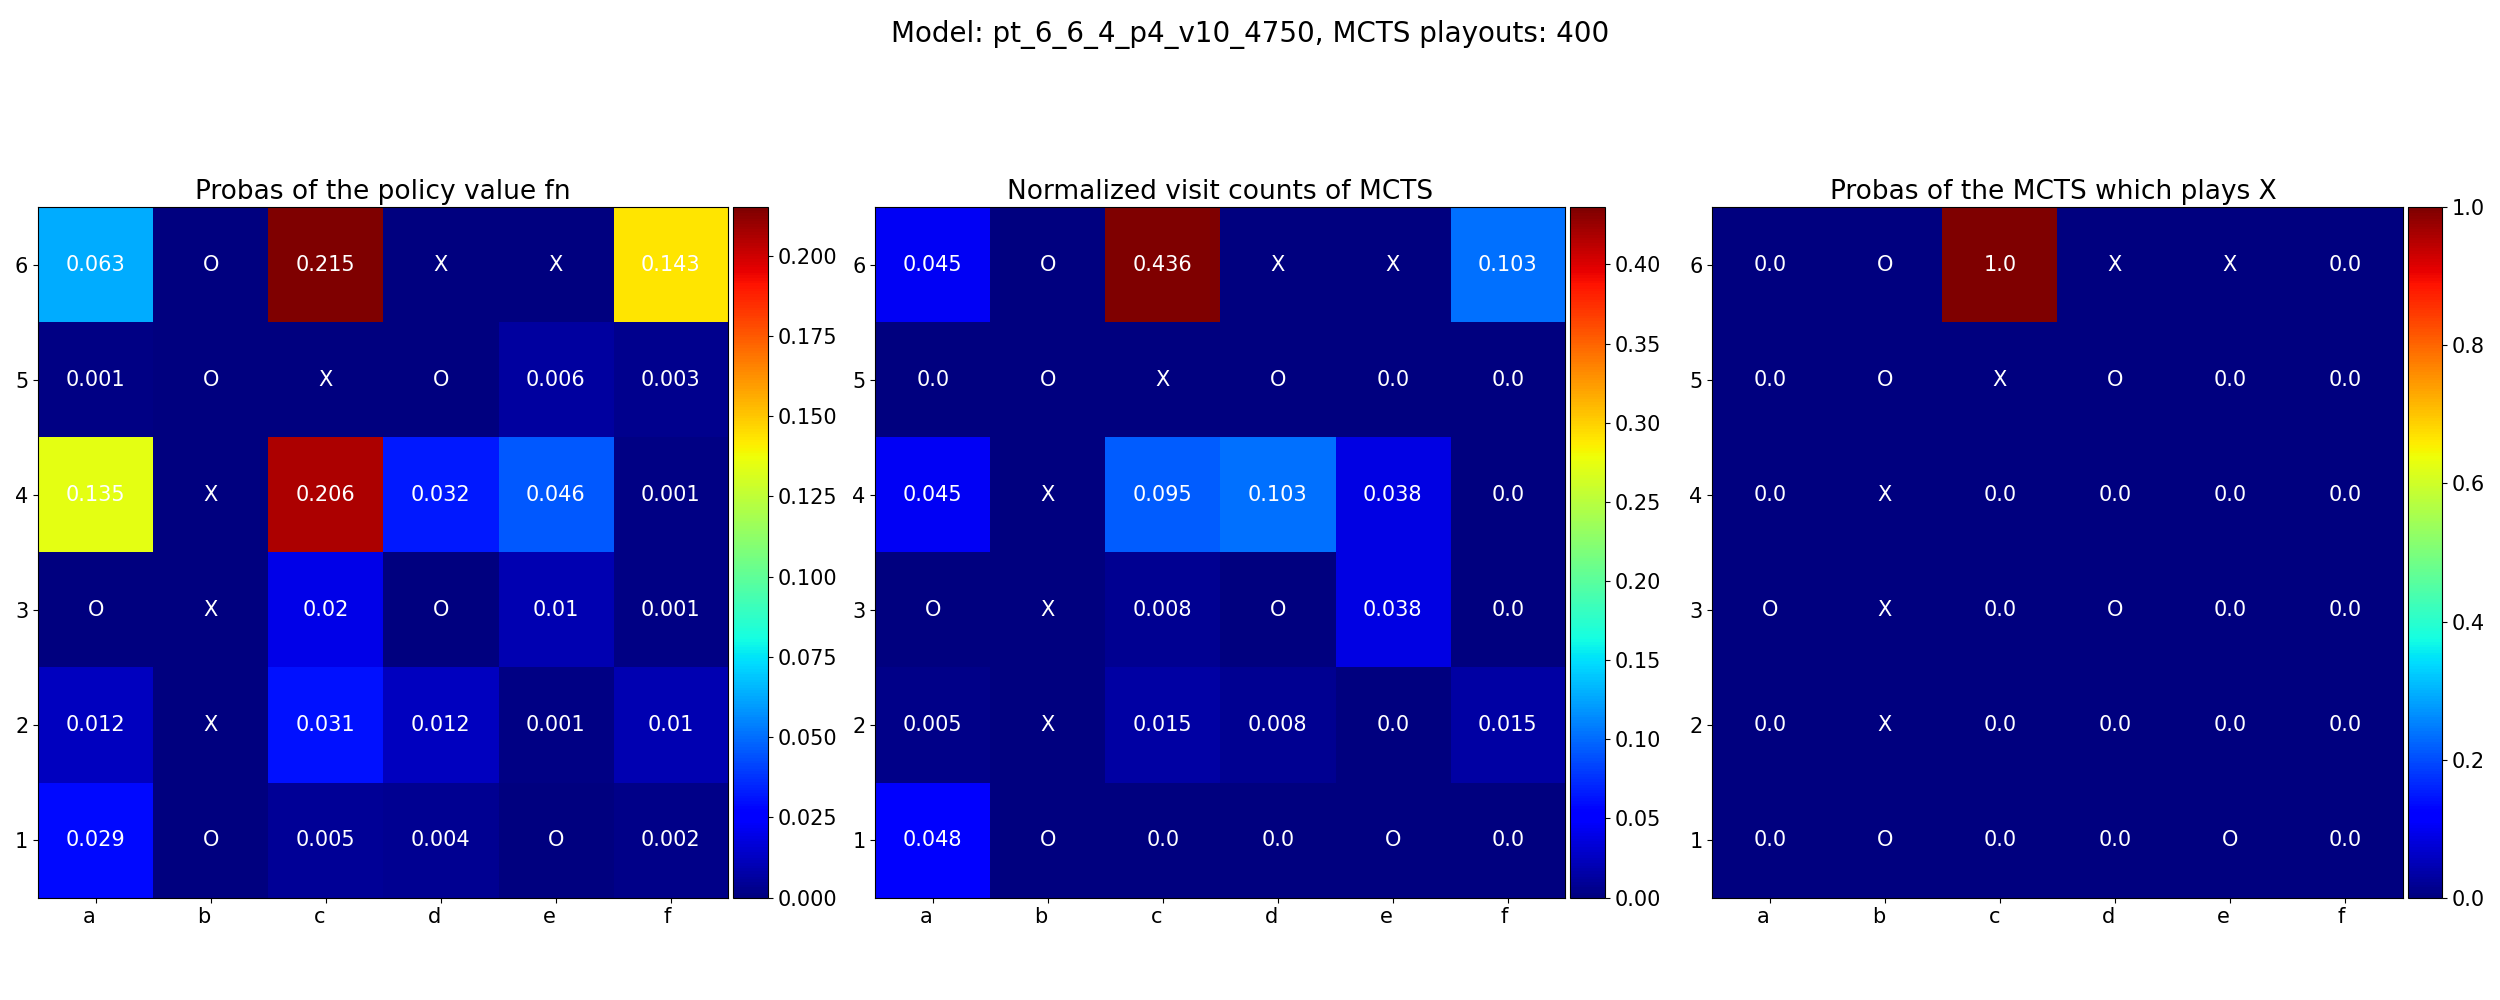 Model: pt_6_6_4_p4_v10_4750, MCTS playouts: 400
Probas of the policy value fn
6 0.063 O 0.215 X X 0.143
5 0.001 O X O 0.006 0.003
4 0.135 X 0.206 0.032 0.046 0.001
3 O X 0.02 O 0.01 0.001
2 0.012 X 0.031 0.012 0.001 0.01
1 0.029 O 0.005 0.004 O 0.002
a b c d e f
0.200
0.175
0.150
0.125
0.100
0.075
0.050
0.025
0.000
Normalized visit counts of MCTS
6 0.045 O 0.436 X X 0.103
5 0.0 O X O 0.0 0.0
4 0.045 X 0.095 0.103 0.038 0.0
3 O X 0.008 O 0.038 0.0
2 0.005 X 0.015 0.008 0.0 0.015
1 0.048 O 0.0 0.0 O 0.0
a b c d e f
0.40
0.35
0.30
0.25
0.20
0.15
0.10
0.05
0.00
Probas of the MCTS which plays X
6 0.0 O 1.0 X X 0.0
5 0.0 O X O 0.0 0.0
4 0.0 X 0.0 0.0 0.0 0.0
3 O X 0.0 O 0.0 0.0
2 0.0 X 0.0 0.0 0.0 0.0
1 0.0 O 0.0 0.0 O 0.0
a b c d e f
1.0
0.8
0.6
0.4
0.2
0.0